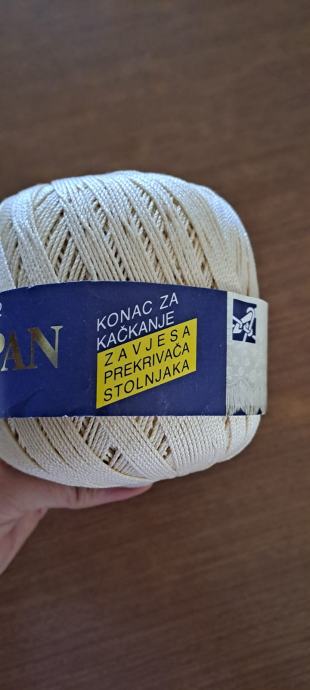 PAN
KONAC ZA
KAČKANJE
ZAVJESA
PREKRIVAČA
STOLNJAKA